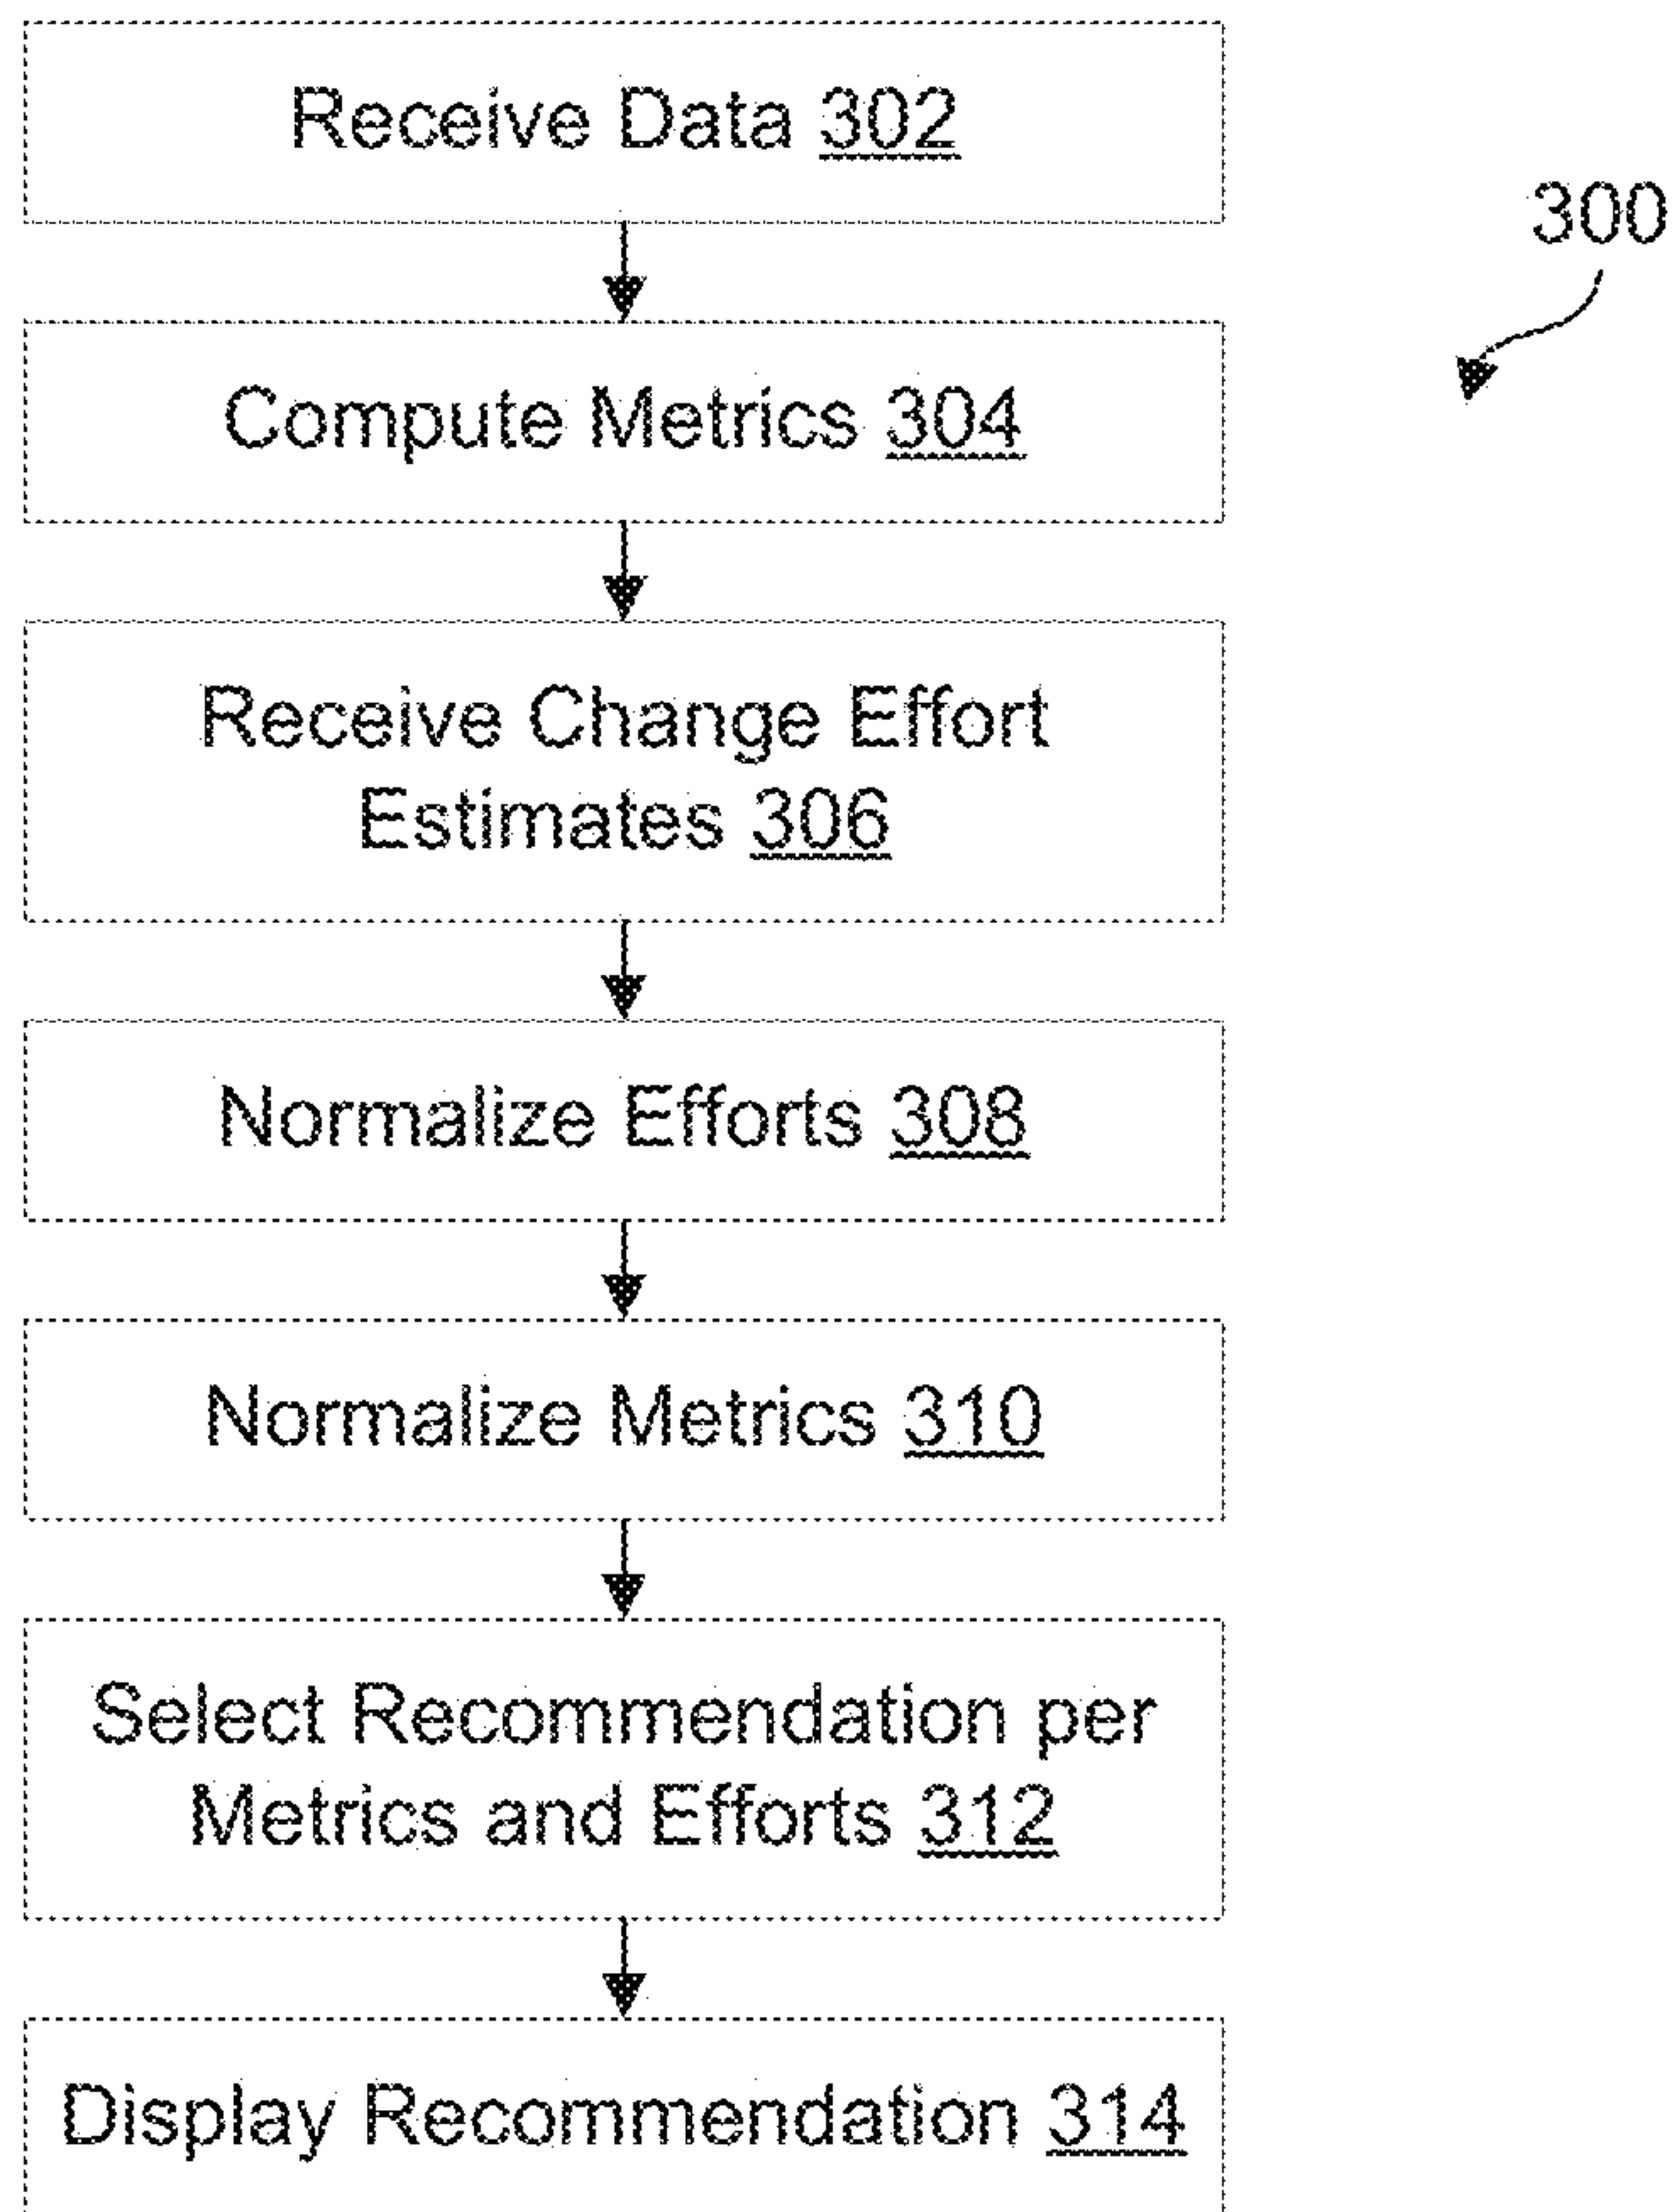 Receive Data 302
300
Compute Metrics 304
Receive Change Effort
Estimates 306
Normalize Efforts 308
Normalize Metrics 310
Select Recommendation per
Metrics and Efforts 312
Display Recommendation 314